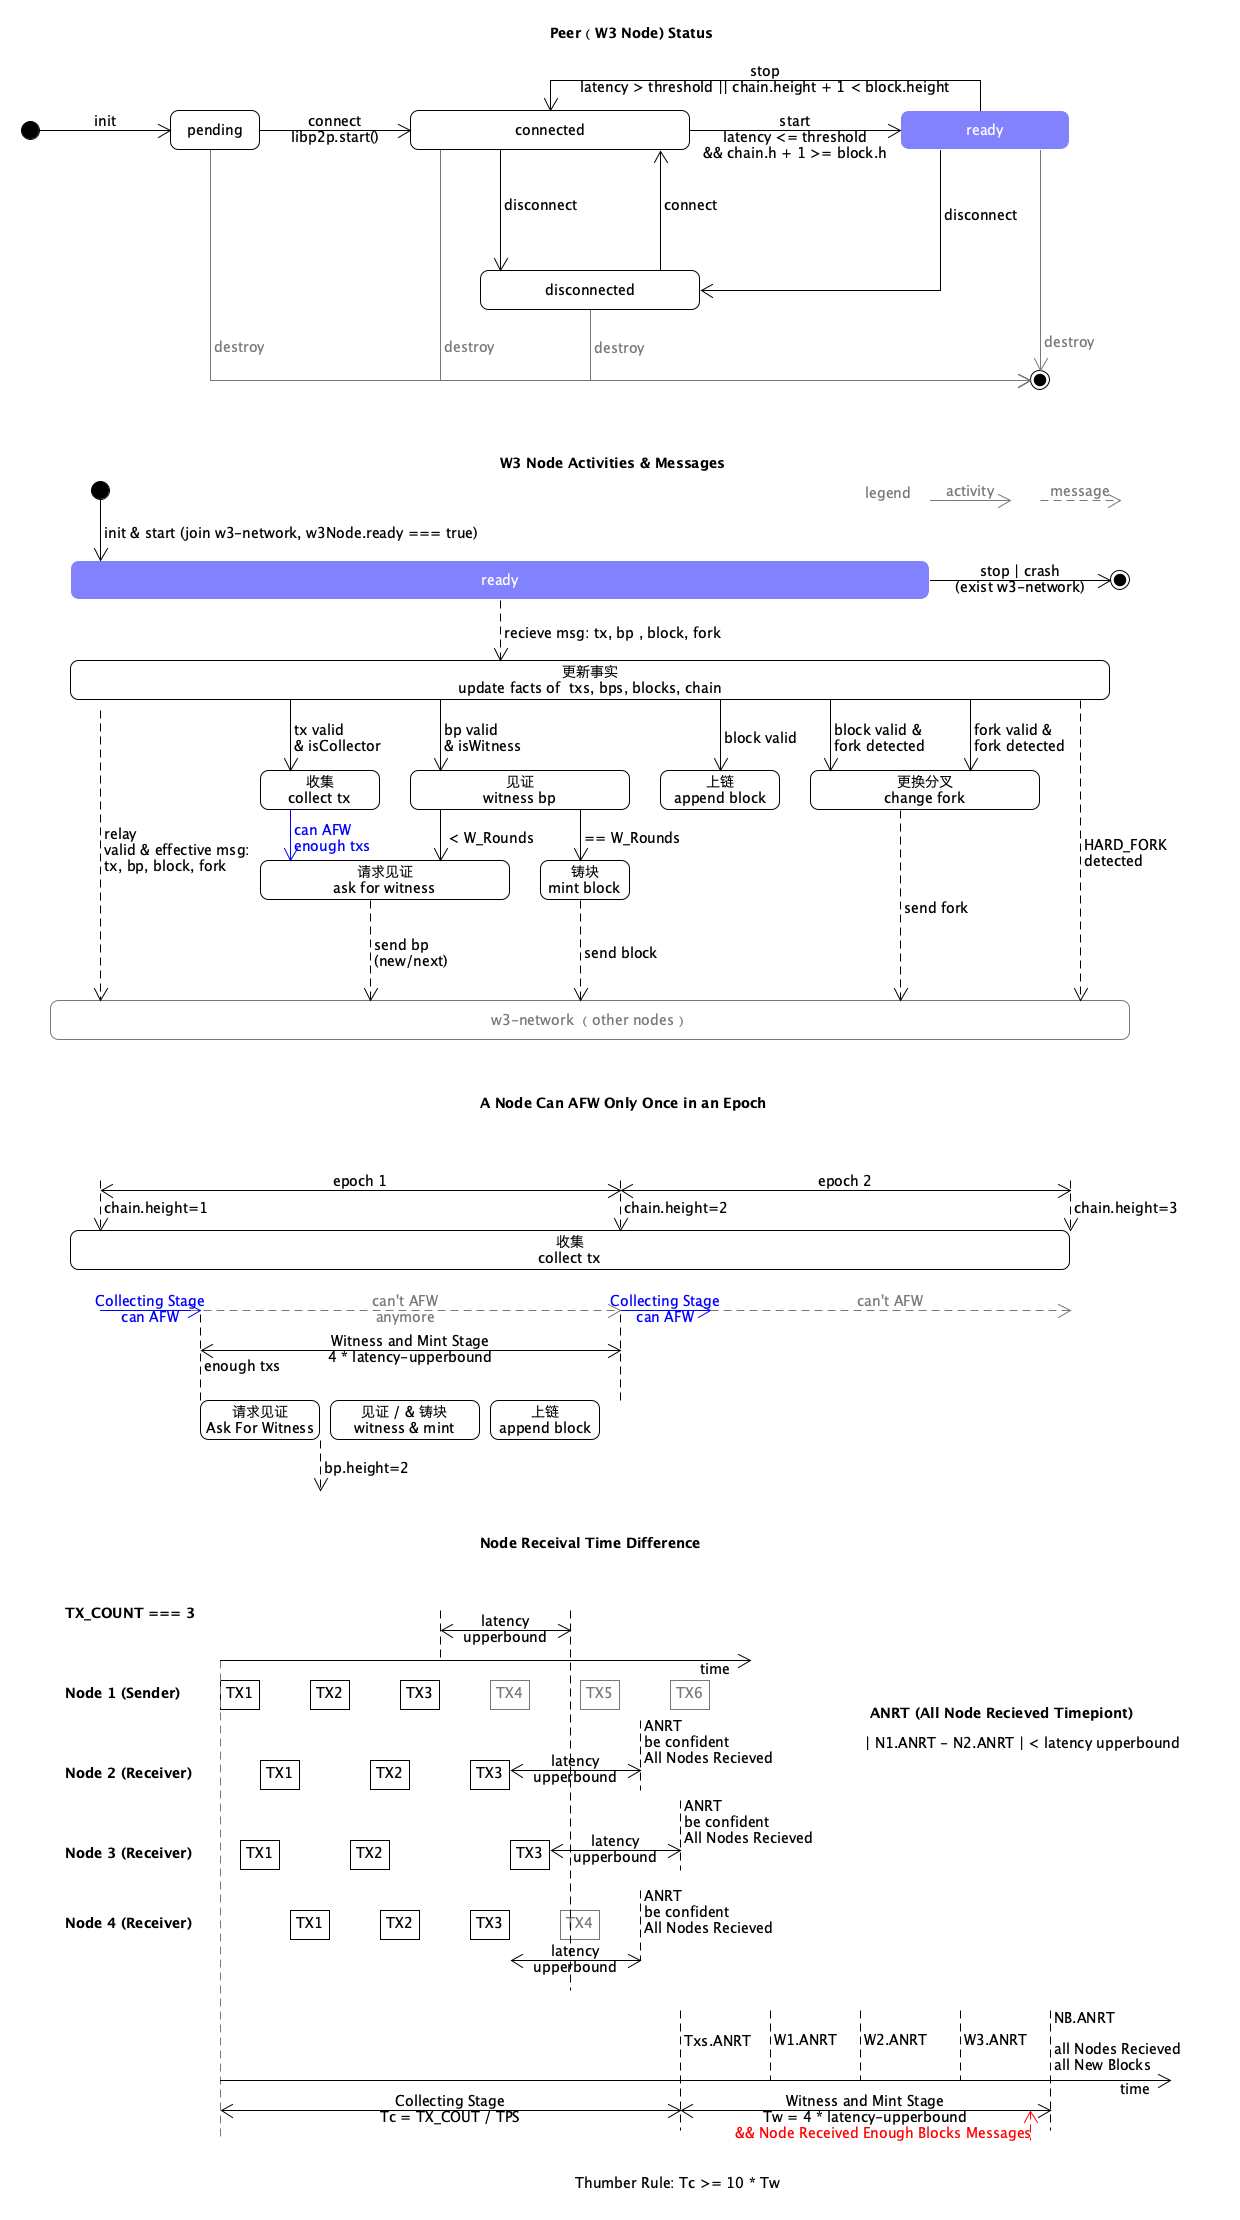 Peer ( W3 Node) Status
stop
latency > threshold || chain.height + 1 < block.height
init
pending
connect
libp2p.start()
connected
start
latency <= threshold
&& chain.h + 1 >= block.h
ready
disconnect
connect
disconnect
disconnected
destroy
destroy
destroy
destroy
W3 Node Activities & Messages
legend
activity
message
init & start (join w3-network, w3Node.ready === true)
ready
stop | crash
(exist w3-network)
recieve msg: tx, bp , block, fork
更新事实
update facts of txs, bps, blocks, chain
tx valid
& isCollector
bp valid
& isWitness
block valid
block valid &
fork detected
fork valid &
fork detected
收集
collect tx
见证
witness bp
上链
append block
更换分叉
change fork
relay
valid & effective msg:
tx, bp, block, fork
can AFW
enough txs
< W_Rounds
== W_Rounds
HARD_FORK
detected
请求见证
ask for witness
铸块
mint block
send bp
(new/next)
send block
send fork
w3-network ( other nodes )
A Node Can AFW Only Once in an Epoch
epoch 1
epoch 2
chain.height=1
chain.height=2
chain.height=3
收集
collect tx
Collecting Stage
can AFW
can't AFW
anymore
Collecting Stage
can AFW
can't AFW
Witness and Mint Stage
4 * latency-upperbound
enough txs
请求见证
Ask For Witness
见证 / & 铸块
witness & mint
上链
append block
bp.height=2
Node Receival Time Difference
TX_COUNT === 3
latency
upperbound
time
Node 1 (Sender)
TX1
TX2
TX3
TX4
TX5
TX6
ANRT (All Node Recieved Timepiont)
| N1.ANRT - N2.ANRT | < latency upperbound
ANRT
be confident
All Nodes Recieved
Node 2 (Receiver)
TX1
TX2
TX3
latency
upperbound
ANRT
be confident
All Nodes Recieved
Node 3 (Receiver)
TX1
TX2
TX3
latency
upperbound
ANRT
be confident
All Nodes Recieved
Node 4 (Receiver)
TX1
TX2
TX3
TX4
latency
upperbound
Txs.ANRT
W1.ANRT
W2.ANRT
W3.ANRT
NB.ANRT
all Nodes Recieved
all New Blocks
time
Collecting Stage
Tc = TX_COUT / TPS
Witness and Mint Stage
Tw = 4 * latency-upperbound
&& Node Received Enough Blocks Messages
Thumber Rule: Tc >= 10 * Tw